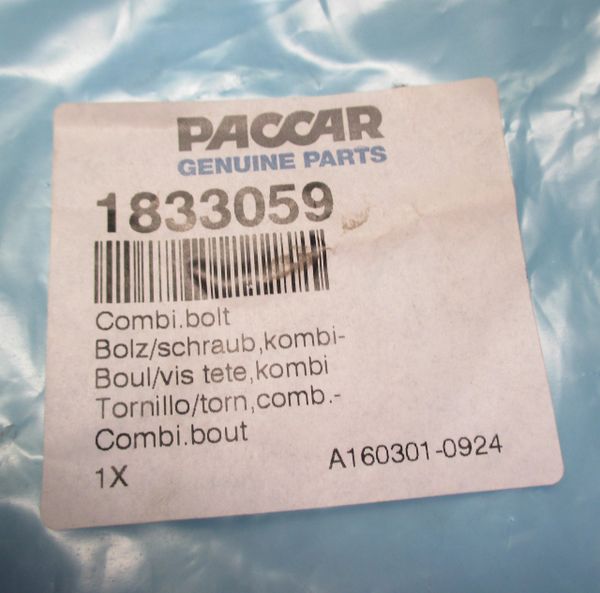 PACCAR
GENUINE PARTS
1833059
Combi.bolt
Bolz/schraub,kombi-
Boul/vis tete,kombi
Tornillo/torn,comb.-
Combi.bout
1X
A160301-0924